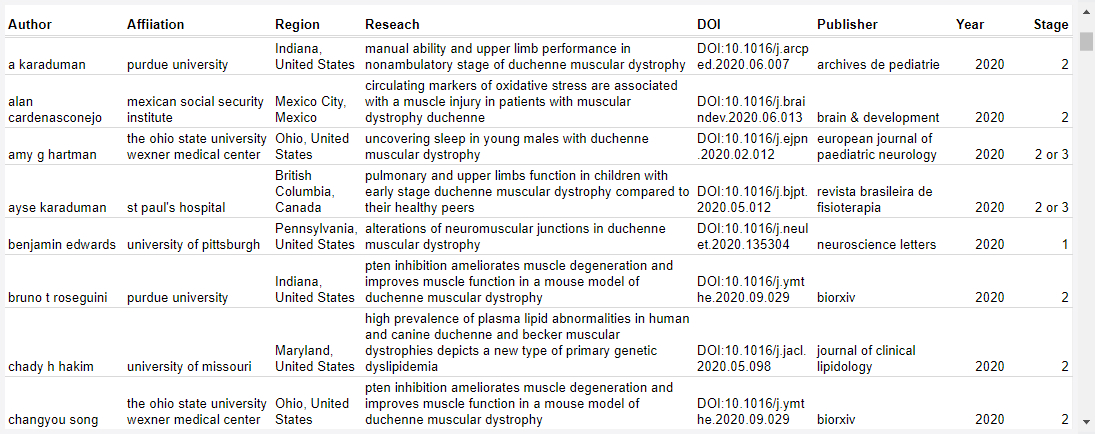 Author Affiliation Region Reseach DOI Publisher Year Stage
Indiana, manual ability and upper limb performance in DOI:10.1016/j.arcp
a karaduman purdue university United States nonambulatory stage of duchenne muscular dystrophy ed.2020.06.007 archives de pediatrie 2020 2
circulating markers of oxidative stress are associated
alan mexican social security Mexico City, with a muscle injury in patients with muscular DOI:10.1016/j.brai
cardenasconejo institute Mexico dystrophy duchenne ndev.2020.06.013 brain & development 2020 2
the ohio state university Ohio, United uncovering sleep in young males with duchenne DOI:10.1016/j.ejpn european journal of
amy g hartman wexner medical center States muscular dystrophy .2020.02.012 paediatric neurology 2020 2 or 3
British pulmonary and upper limbs function in children with
Columbia, early stage duchenne muscular dystrophy compared to DOI:10.1016/j.bjpt. revista brasileira de
ayse karaduman st paul's hospital Canada their healthy peers 2020.05.012 fisioterapia 2020 2 or 3
Pennsylvania, alterations of neuromuscular junctions in duchenne DOI:10.1016/j.neul
benjamin edwards university of pittsburgh United States muscular dystrophy et.2020.135304 neuroscience letters 2020 1
pten inhibition ameliorates muscle degeneration and
Indiana, improves muscle function in a mouse model of DOI:10.1016/j.ymt
bruno t roseguini purdue university United States duchenne muscular dystrophy he.2020.09.029 biorxiv 2020 2
high prevalence of plasma lipid abnormalities in human
and canine duchenne and becker muscular
Maryland, dystrophies depicts a new type of primary genetic DOI:10.1016/j.jacl. journal of clinical
chady h hakim university of missouri United States dyslipidemia 2020.05.098 lipidology 2020 2
pten inhibition ameliorates muscle degeneration and
the ohio state university Ohio, United improves muscle function in a mouse model of DOI:10.1016/j.ymt
changyou song wexner medical center States duchenne muscular dystrophy he.2020.09.029 biorxiv 2020 2